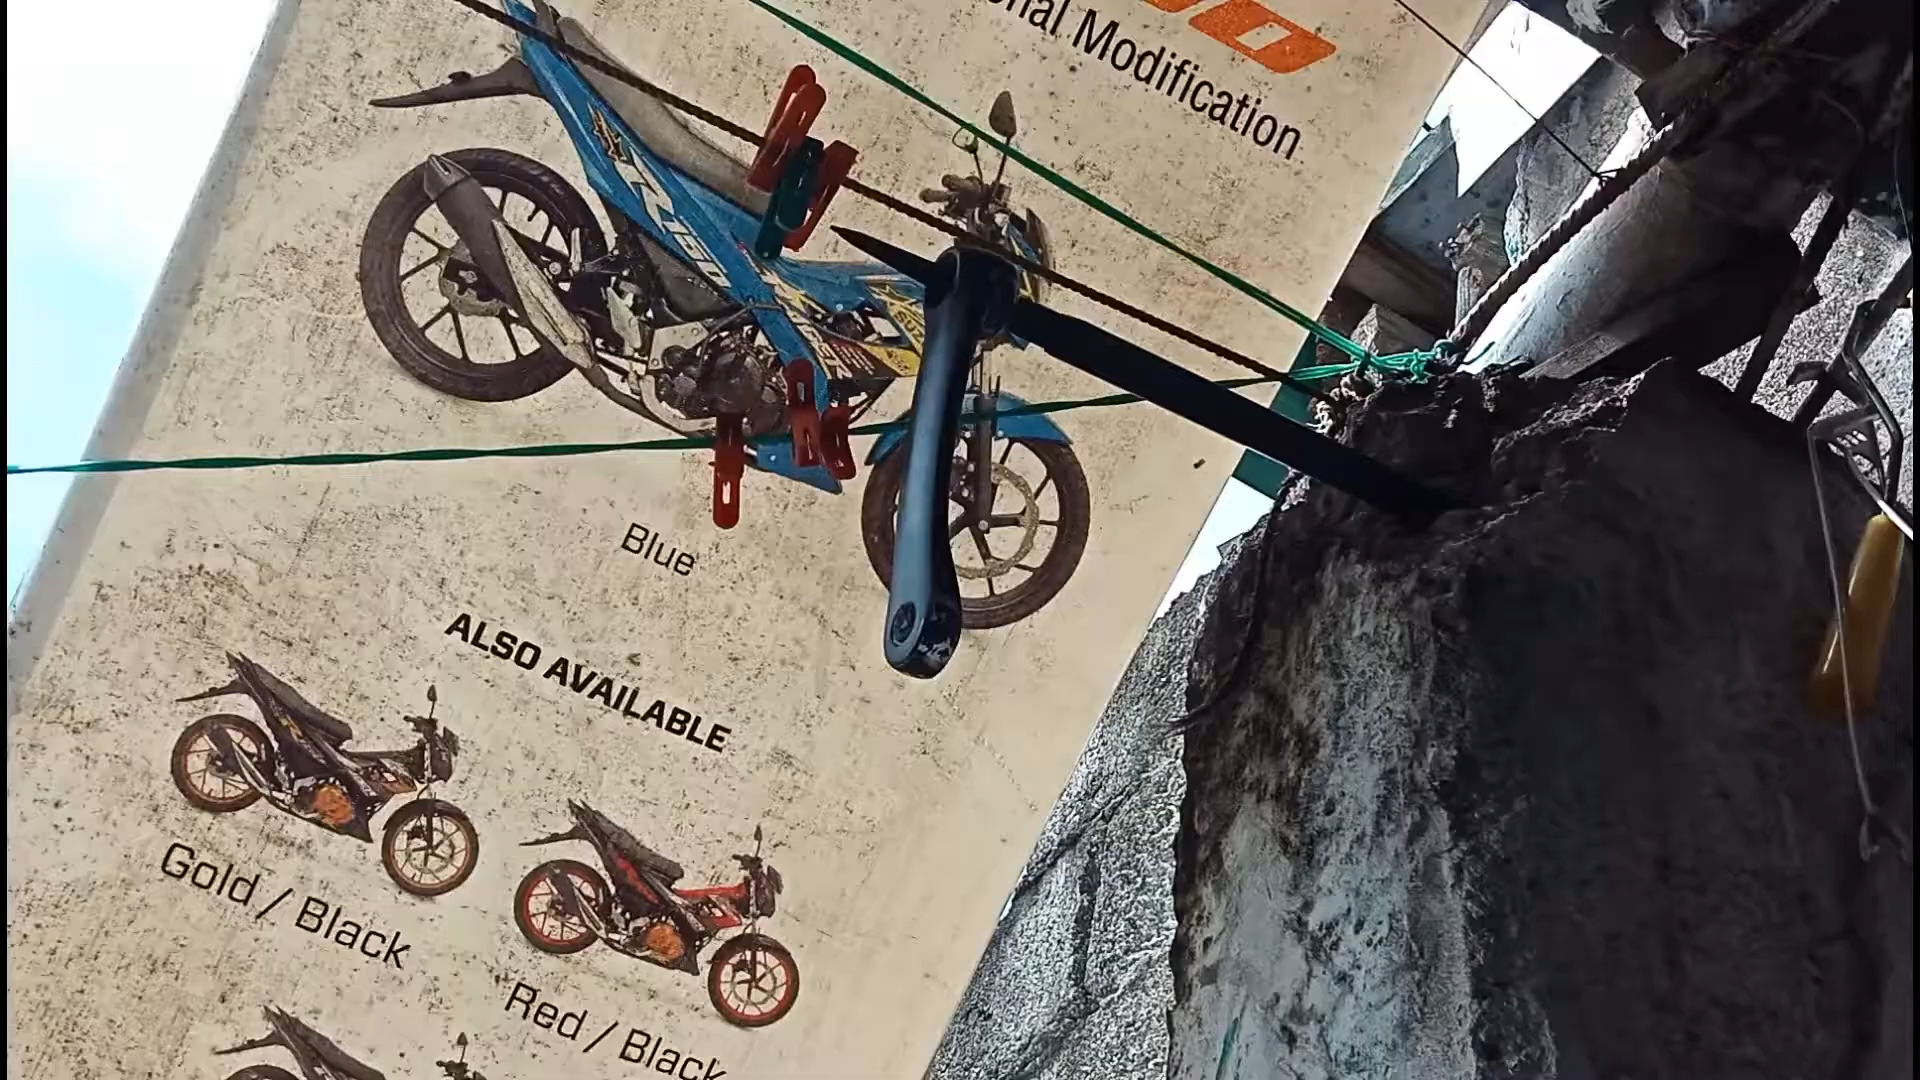 Modification
Blue
ALSO AVAILABLE
Gold / Black
Red / Black